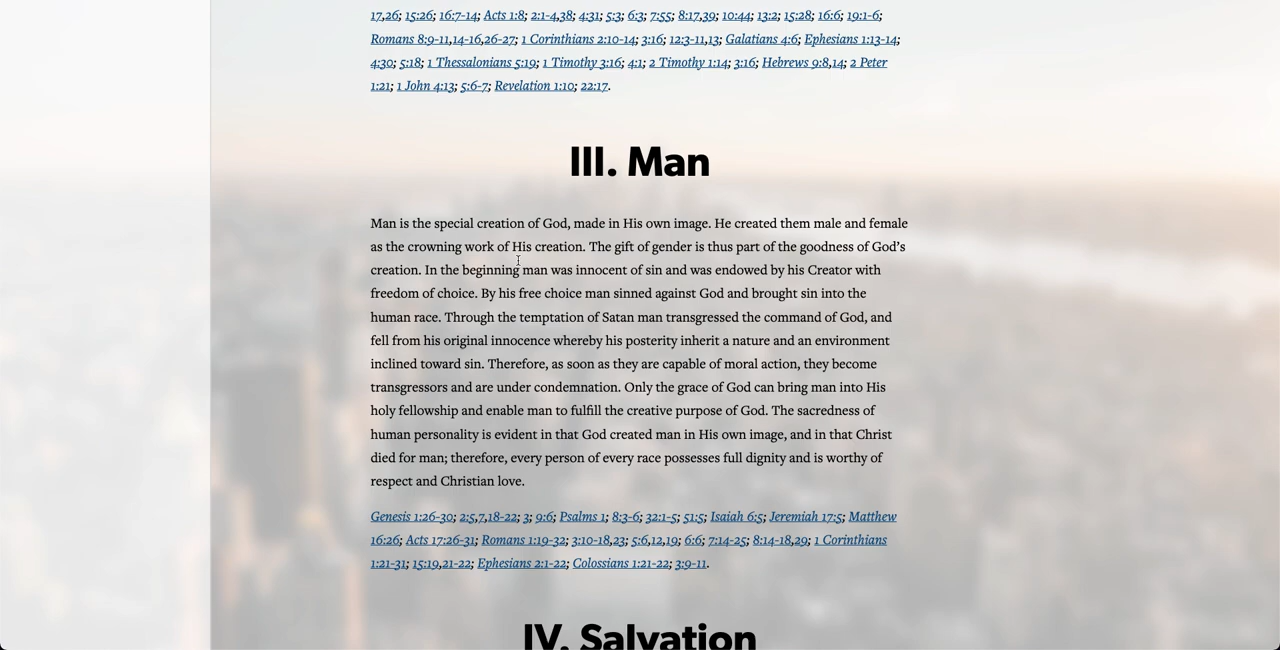 17,26; 15:26; 16:7-14; Acts 1:8; 2:1-4,38; 4:31; 5:3; 6:3; 7:55; 8:17,39; 10:44; 13:2; 15:28; 16:6; 19:1-6;
Romans 8:9-11,14-16,26-27; 1 Corinthians 2:10-14; 3:16; 12:3-11,13; Galatians 4:6; Ephesians 1:13-14;
4:30; 5:18; 1 Thessalonians 5:19; 1 Timothy 3:16; 4:1; 2 Timothy 1:14; 3:16; Hebrews 9:8,14; 2 Peter
1:21; 1 John 4:13; 5:6-7; Revelation 1:10; 22:17.
III. Man
Man is the special creation of God, made in His own image. He created them male and female
as the crowning work of His creation. The gift of gender is thus part of the goodness of God’s
creation. In the beginning man was innocent of sin and was endowed by his Creator with
freedom of choice. By his free choice man sinned against God and brought sin into the
human race. Through the temptation of Satan man transgressed the command of God, and
fell from his original innocence whereby his posterity inherit a nature and an environment
inclined toward sin. Therefore, as soon as they are capable of moral action, they become
transgressors and are under condemnation. Only the grace of God can bring man into His
holy fellowship and enable man to fulfill the creative purpose of God. The sacredness of
human personality is evident in that God created man in His own image, and in that Christ
died for man; therefore, every person of every race possesses full dignity and is worthy of
respect and Christian love.
Genesis 1:26-30; 2:5,7,18-22; 3; 9:6; Psalms 1; 8:3-6; 32:1-5; 51:5; Isaiah 6:5; Jeremiah 17:5; Matthew
16:26; Acts 17:26-31; Romans 1:19-32; 3:10-18,23; 5:6,12,19; 6:6; 7:14-25; 8:14-18,29; 1 Corinthians
1:21-31; 15:19,21-22; Ephesians 2:1-22; Colossians 1:21-22; 3:9-11.
IV. Salvation